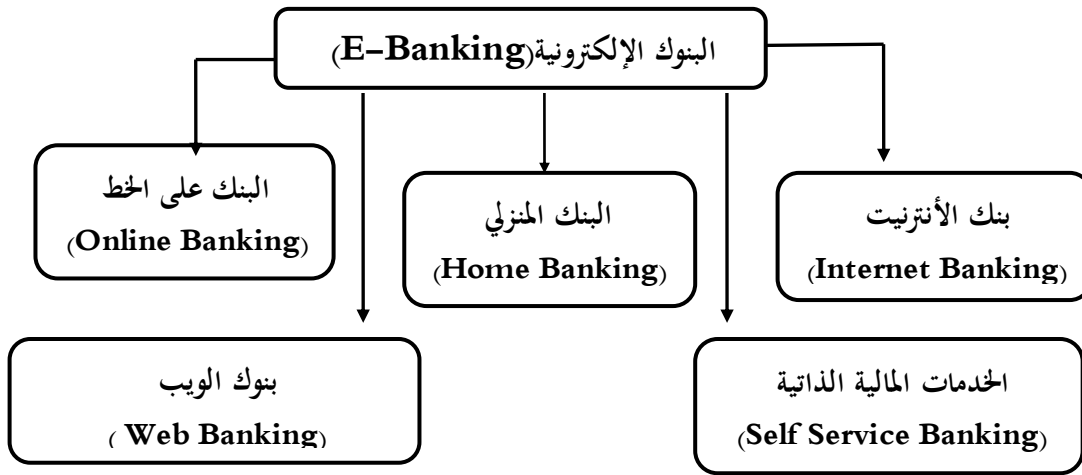 البنوك الإلكترونية(E-Banking)
بنك الأنترنيت
(Internet Banking)
البنك المنزلي
(Home Banking)
البنك على الخط
(Online Banking)
الخدمات المالية الذاتية
(Self Service Banking)
بنوك الويب
( Web Banking)